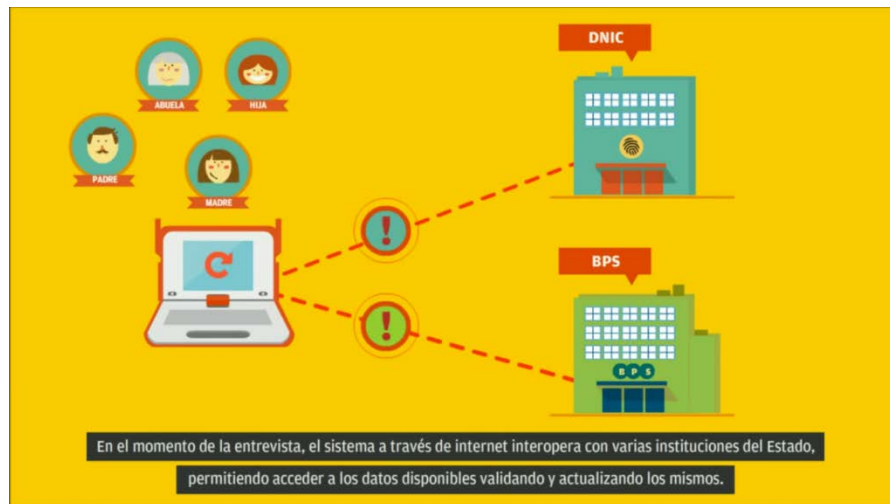 DNIC
ABUELA
HIJA
PADRE
MADRE
BPS
BPS
En el momento de la entrevista, el sistema a través de internet interopera con varias instituciones del Estado,
permitiendo acceder a los datos disponibles validando y actualizando los mismos.